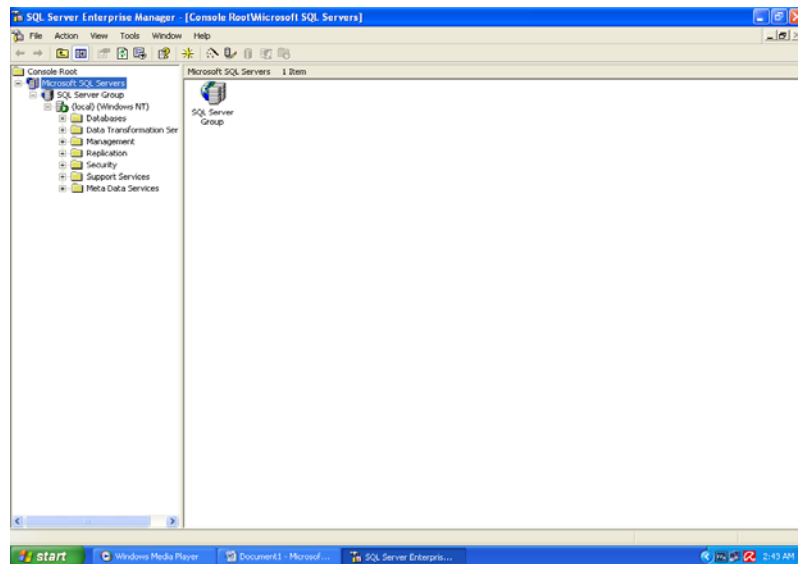 SQL Server Enterprise Manager - [Console Root\Microsoft SQL Servers]
File Action View Tools Window Help
Console Root
Microsoft SQL Servers
SQL Server Group
(local) (Windows NT)
Databases
Data Transformation Ser
Management
Replication
Security
Support Services
Meta Data Services
Microsoft SQL Servers 1 Item
SQL Server
Group
start
Windows Media Player
Document1 - Microsof...
SQL Server Enterpris...
2:43 AM